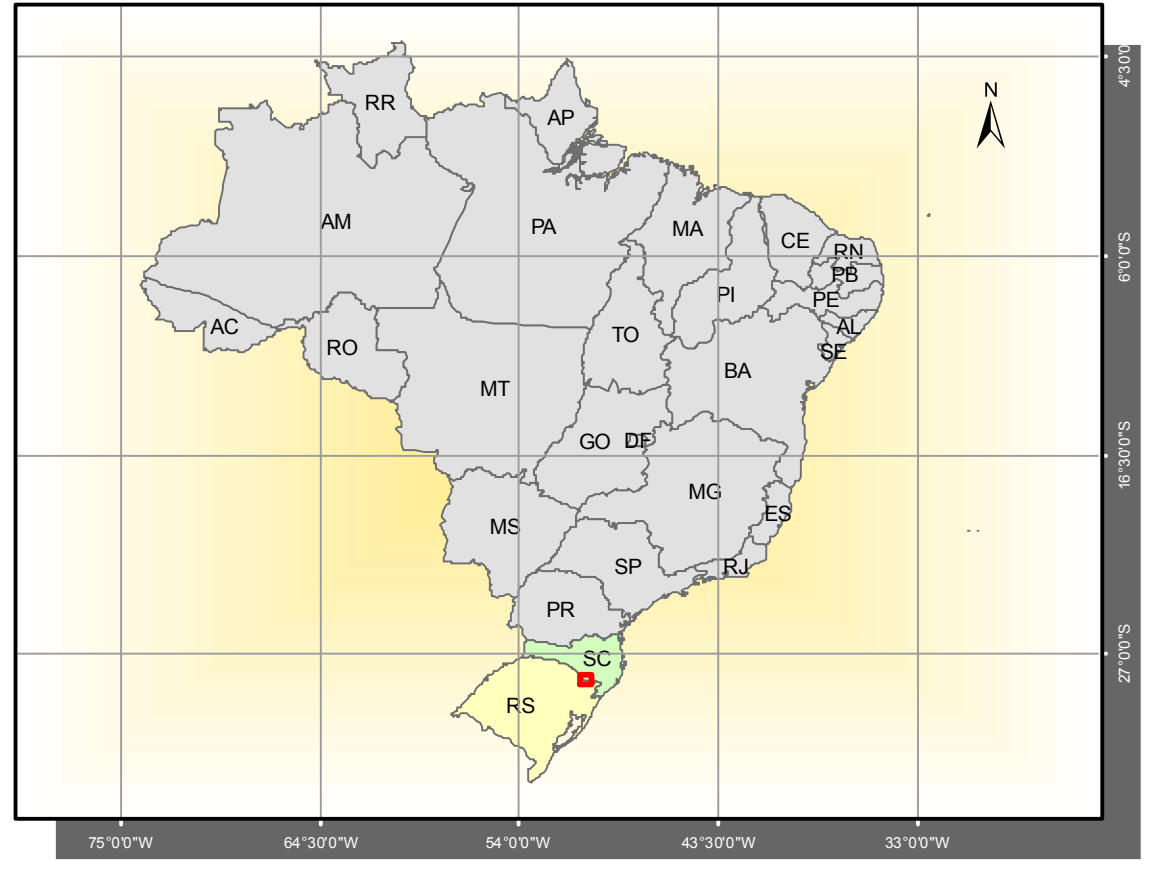 4°30'0
N
RR
AP
AM
PA
MA
CE
RN
6°0'0"S
PB
PI
PE
AC
AL
TO
RO
SE
BA
MT
GO
DF
16°30'0"S
MG
MS
ES
SP
RJ
PR
SC
27°0'0"S
RS
75°0'0"W
64°30'0"W
54°0'0"W
43°30'0"W
33°0'0"W